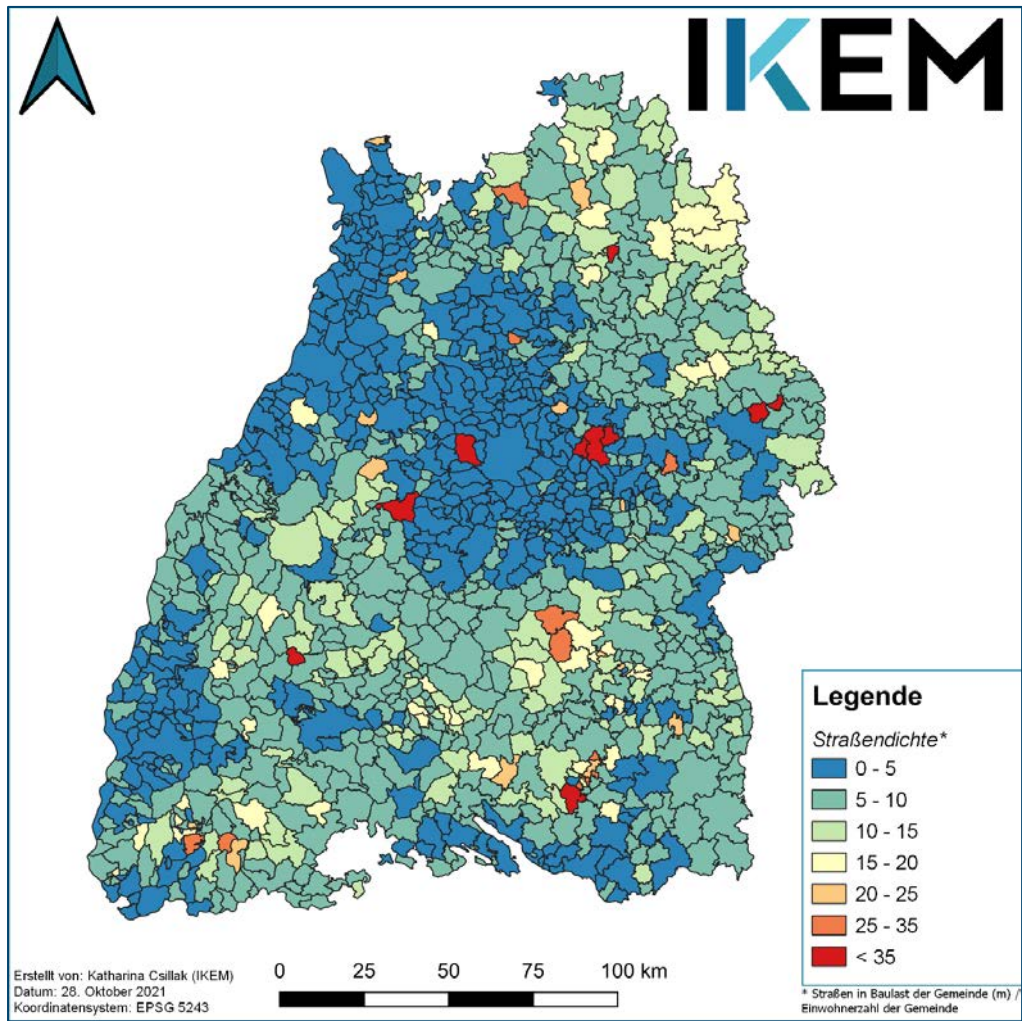 IKEM
Legende
Straßendichte*
0 - 5
5 - 10
10 - 15
15 - 20
20 - 25
25 - 35
< 35
Erstellt von: Katharina Csillak (IKEM)
Datum: 28. Oktober 2021
Koordinatensystem: EPSG 5243
0 25 50 75 100 km
* Straßen in Baulast der Gemeinde (m) /
Einwohnerzahl der Gemeinde